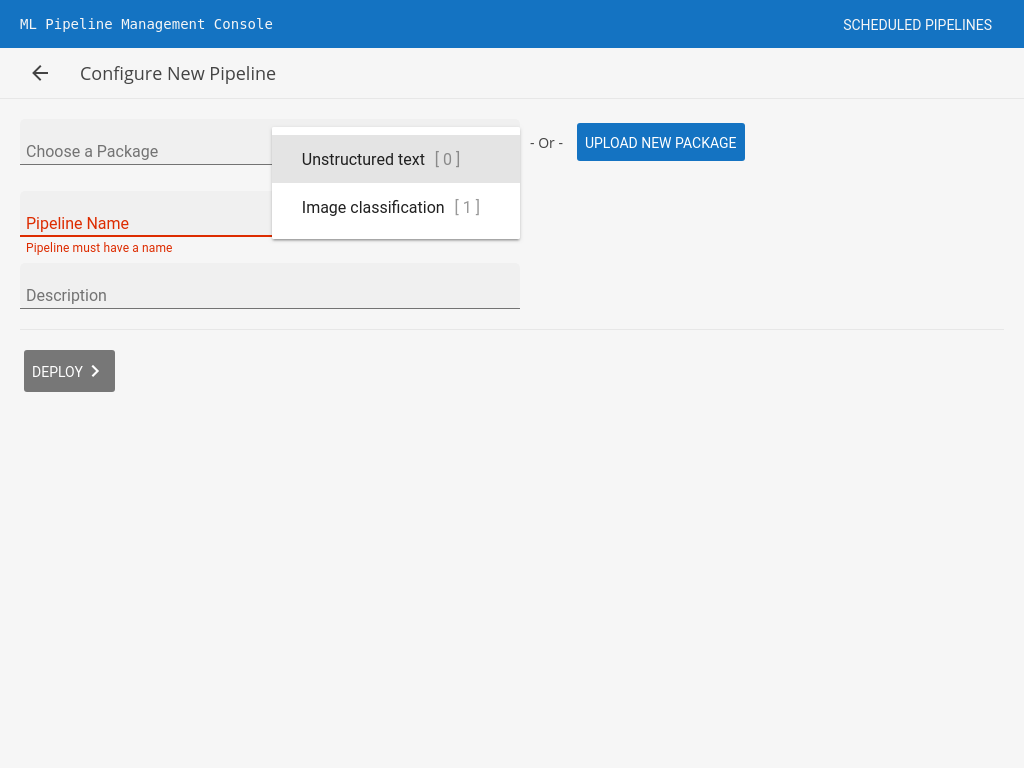 ML Pipeline Management Console
SCHEDULED PIPELINES
Configure New Pipeline
Choose a Package
Unstructured text [ 0 ]
Image classification [ 1 ]
- Or -
UPLOAD NEW PACKAGE
Pipeline Name
Pipeline must have a name
Description
DEPLOY